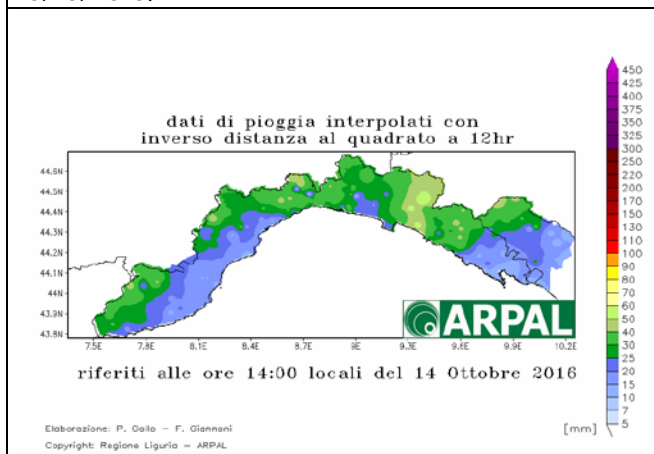 dati di pioggia interpolati con
inverso distanza al quadrato a 12hr
44.5N
44.5N
44.4N
44.3N
44.2N
44.1N
44N
43.9N
43.8N
7.5E 7.8E 8.1E 8.4E 8.7E 9E 9.3E 9.6E 9.9E 10.2E
ARPAL
riferiti alle ore 14:00 locali del 14 Ottobre 2016
450
425
400
375
350
325
300
250
220
200
170
150
130
110
100
90
80
70
60
50
40
30
25
20
15
10
7
5
[mm]
Elaborazione: P. Gallo – F. Giannoni
Copyright: Regione Liguria – ARPAL